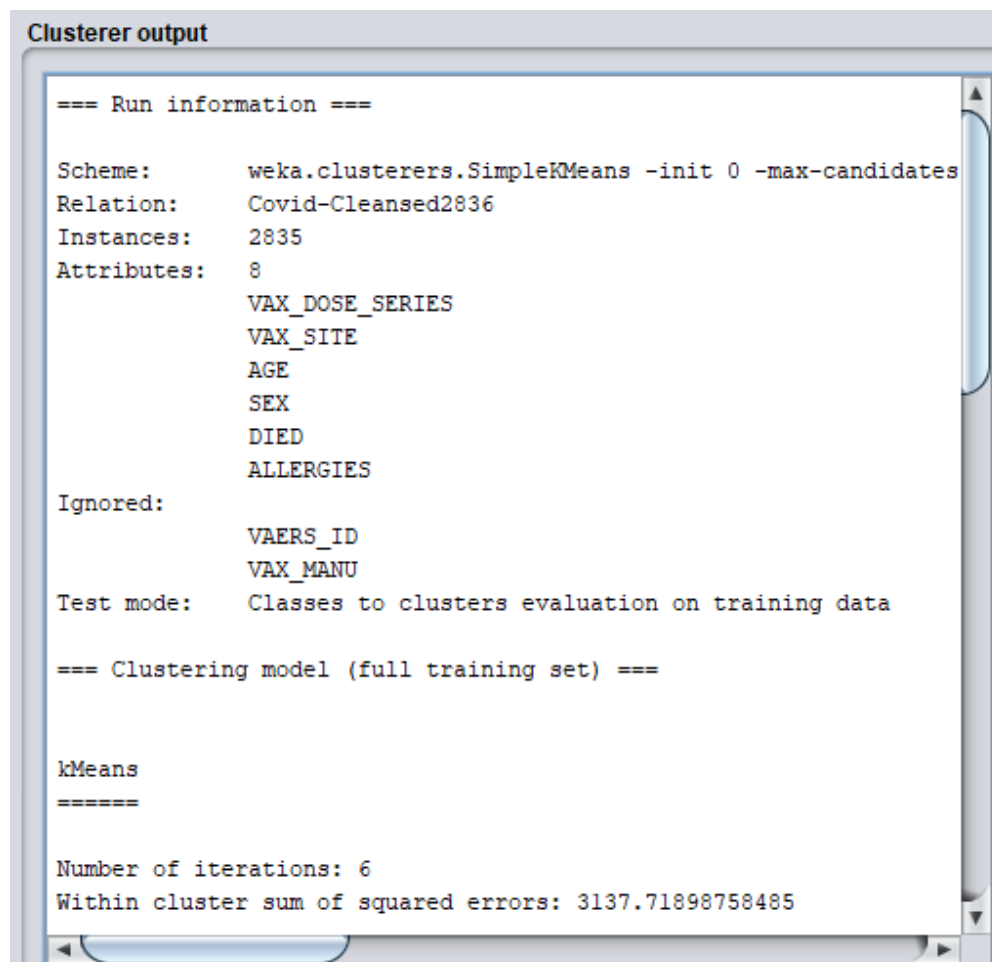 Clusterer output
=== Run information ===
Scheme: weka.clusterers.SimpleKMeans -init 0 -max-candidates
Relation: Covid-Cleansed2836
Instances: 2835
Attributes: 8
VAX_DOSE_SERIES
VAX_SITE
AGE
SEX
DIED
ALLERGIES
Ignored:
VAERS_ID
VAX_MANU
Test mode: Classes to clusters evaluation on training data
=== Clustering model (full training set) ===
kMeans
======
Number of iterations: 6
Within cluster sum of squared errors: 3137.71898758485